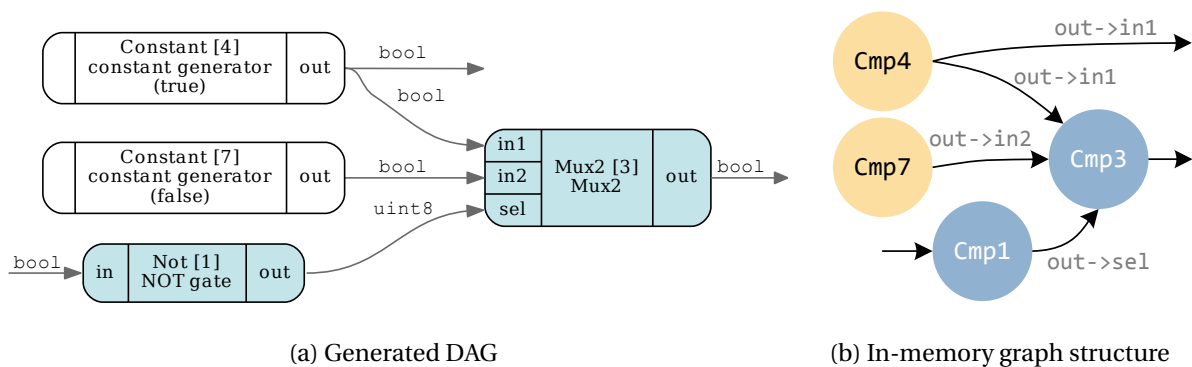 Constant [4]
constant generator
(true)
out
bool
bool
Constant [7]
constant generator
(false)
out
bool
uint8
in1
in2
sel
Mux2 [3]
Mux2
out
bool
bool
in
Not [1]
NOT gate
out
(a) Generated DAG
Cmp4
out->in1
out->in1
Cmp7
out->in2
Cmp3
Cmp1
out->sel
(b) In-memory graph structure